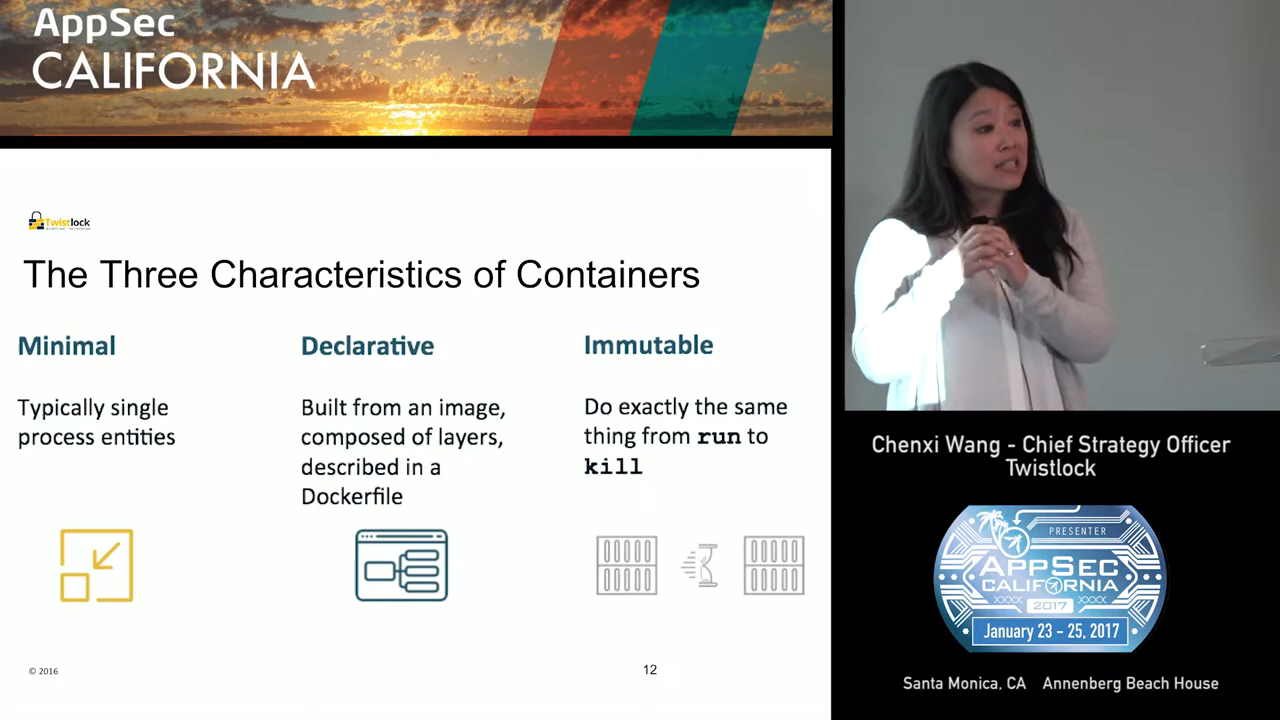 AppSec
CALIFORNIA
Twistlock
The Three Characteristics of Containers
Minimal
Typically single
process entities
Declarative
Built from an image,
composed of layers,
described in a
Dockerfile
Immutable
Do exactly the same
thing from run to
kill
© 2016
12
Chenxi Wang - Chief Strategy Officer
Twistlock
PRESENTER
APPSEC
CALIFORNIA
2017
January 23 - 25, 2017
Santa Monica, CA Annenberg Beach House